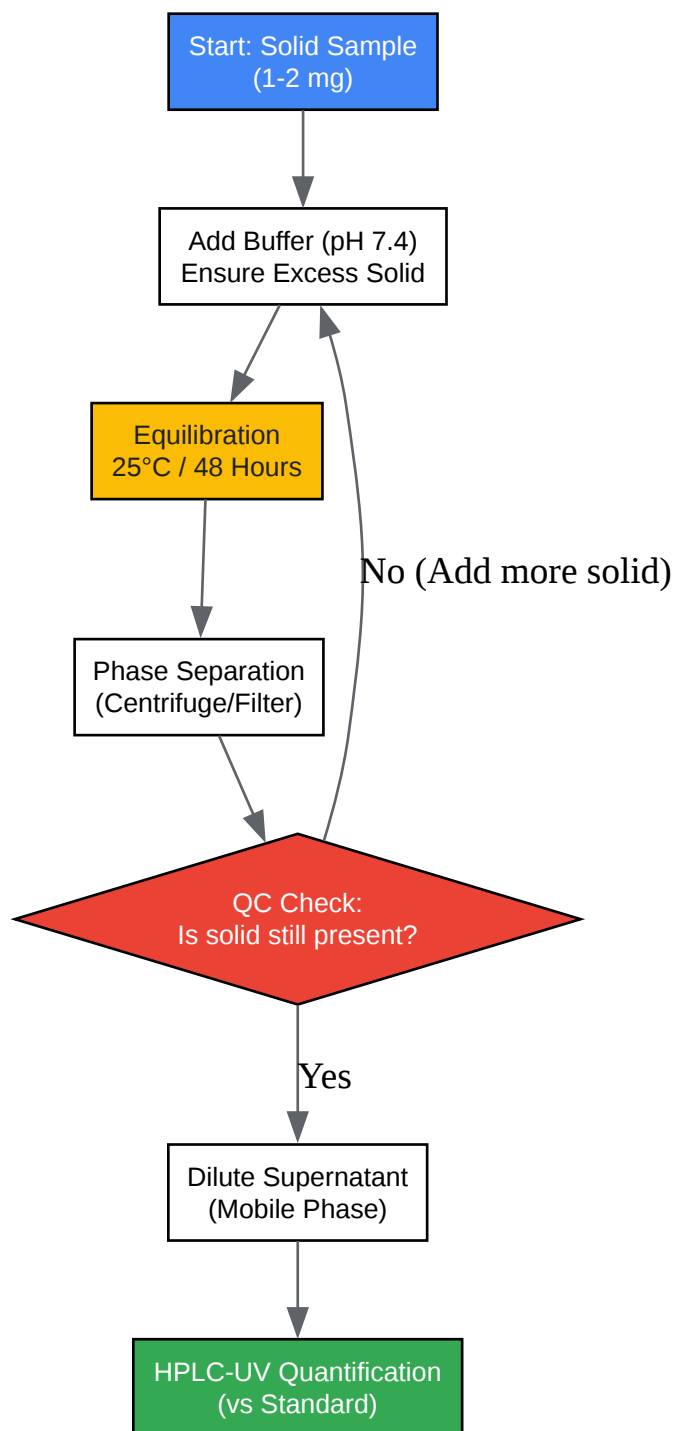 Start: Solid Sample
(1-2 mg)
Add Buffer (pH 7.4)
Ensure Excess Solid
Equilibration
25°C / 48 Hours
No (Add more solid)
Phase Separation
(Centrifuge/Filter)
QC Check:
Is solid still present?
Yes
Dilute Supernatant
(Mobile Phase)
HPLC-UV Quantification
(vs Standard)